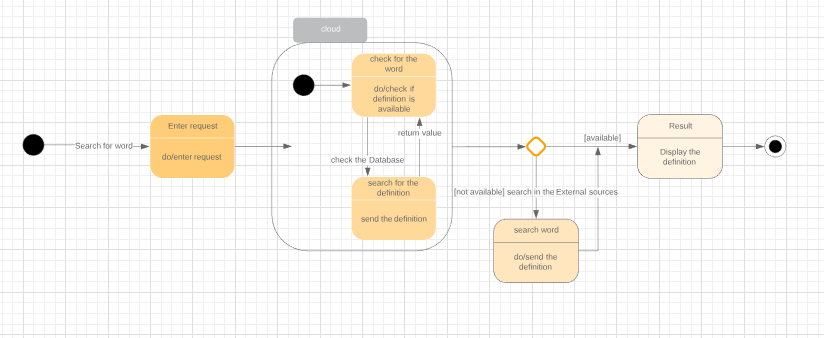 cloud
check for the
word
do/check if
definition is
available
Search for word
Enter request
do/enter request
return value
check the Database
search for the
definition
send the definition
[available]
Result
Display the
definition
[not available] search in the External sources
search word
do/send the
definition